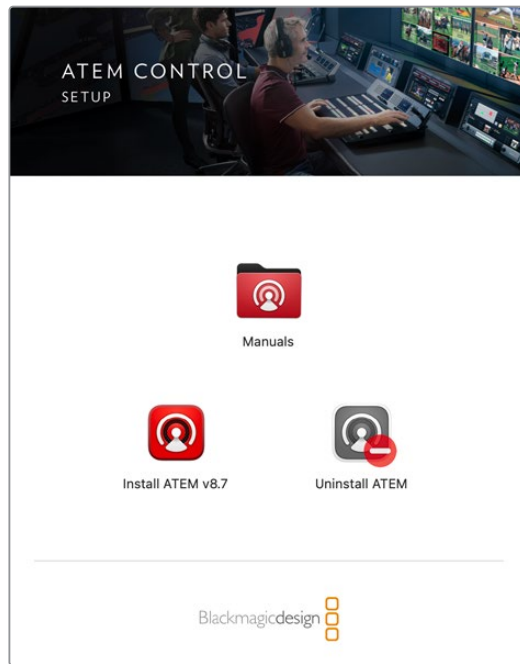 ATEM CONTROL
SETUP
Manuals
Install ATEM v8.7
Uninstall ATEM
Blackmagicdesign